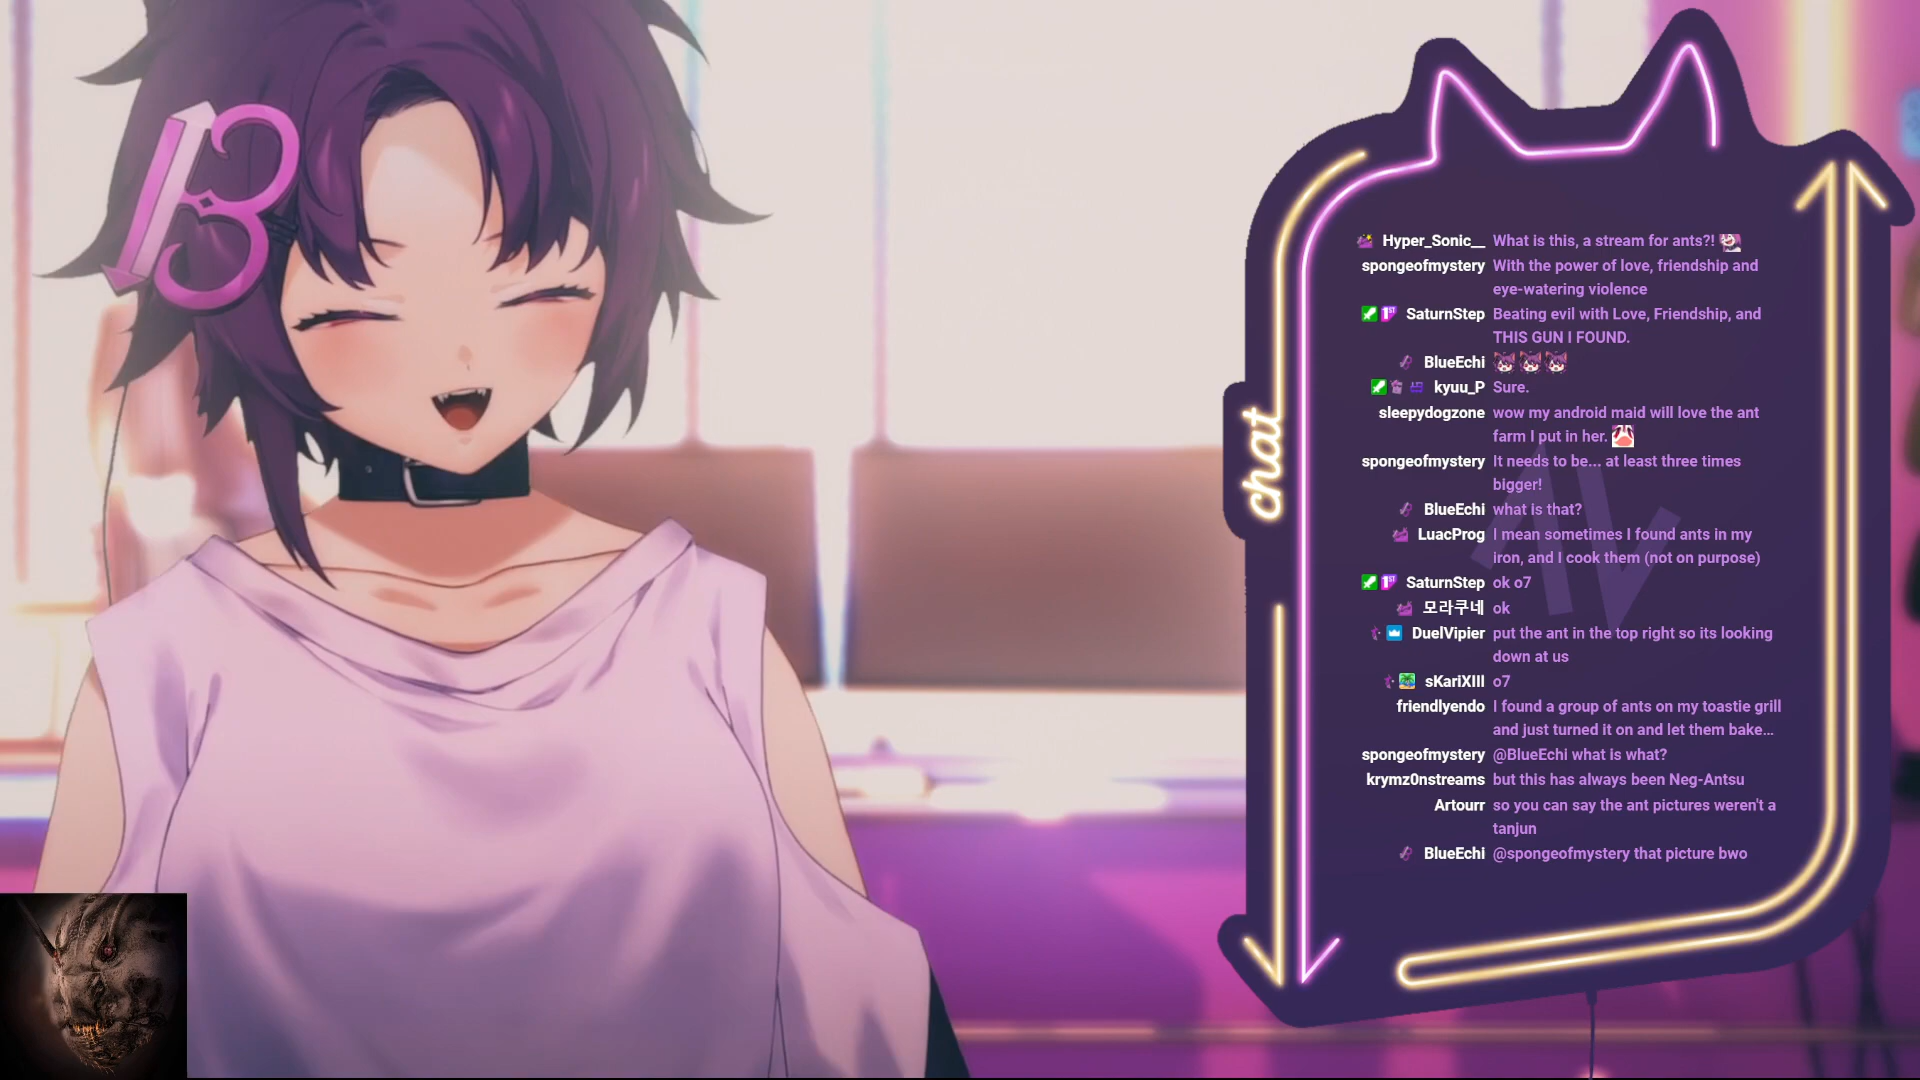 13
chat
Hyper_Sonic__ What is this, a stream for ants?!
spongeofmystery With the power of love, friendship and
eye-watering violence
SaturnStep Beating evil with Love, Friendship, and
THIS GUN I FOUND.
BlueEchi
kyuu_P Sure.
sleepydogzone wow my android maid will love the ant
farm I put in her.
spongeofmystery It needs to be... at least three times
bigger!
BlueEchi what is that?
LuacProg I mean sometimes I found ants in my
iron, and I cook them (not on purpose)
SaturnStep ok o7
모라쿠네 ok
DuelVipier put the ant in the top right so its looking
down at us
sKariXIII o7
friendlyendo I found a group of ants on my toastie grill
and just turned it on and let them bake...
spongeofmystery @BlueEchi what is what?
krymz0nstreams but this has always been Neg-Antsu
Artourr so you can say the ant pictures weren't a
tanjun
BlueEchi @spongeofmystery that picture bwo